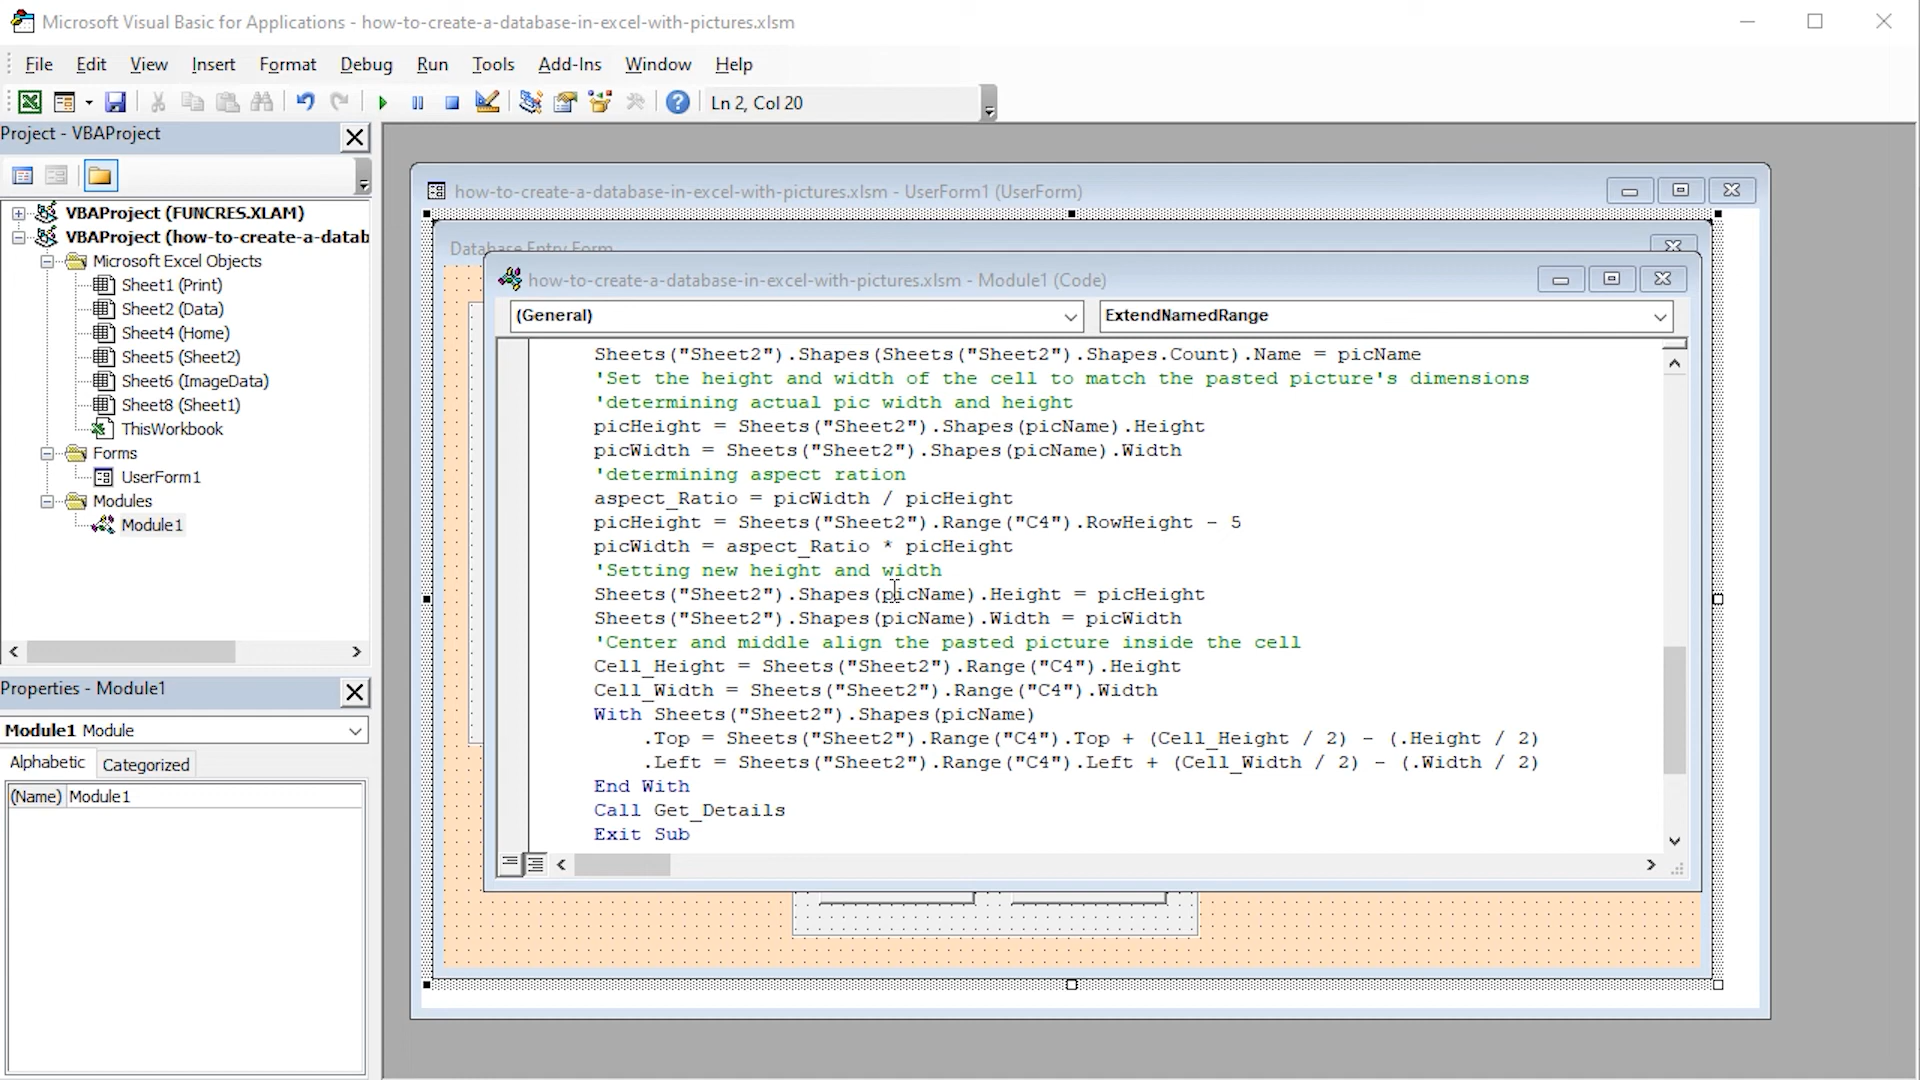 Microsoft Visual Basic for Applications - how-to-create-a-database-in-excel-with-pictures.xlsm
File Edit View Insert Format Debug Run Tools Add-Ins Window Help
Ln 2, Col 20
Project - VBAProject
VBAProject (FUNCRES.XLAM)
VBAProject (how-to-create-a-datab
Microsoft Excel Objects
Sheet1 (Print)
Sheet2 (Data)
Sheet4 (Home)
Sheet5 (Sheet2)
Sheet6 (ImageData)
Sheet8 (Sheet1)
ThisWorkbook
Forms
UserForm1
Modules
Module1
Properties - Module1
Module1 Module
Alphabetic Categorized
(Name) Module1
how-to-create-a-database-in-excel-with-pictures.xlsm - UserForm1 (UserForm)
Database Entry Form
how-to-create-a-database-in-excel-with-pictures.xlsm - Module1 (Code)
(General) ExtendNamedRange
Sheets("Sheet2").Shapes(Sheets("Sheet2").Shapes.Count).Name = picName
'Set the height and width of the cell to match the pasted picture's dimensions
'determining actual pic width and height
picHeight = Sheets("Sheet2").Shapes(picName).Height
picWidth = Sheets("Sheet2").Shapes(picName).Width
'determining aspect ration
aspect_Ratio = picWidth / picHeight
picHeight = Sheets("Sheet2").Range("C4").RowHeight - 5
picWidth = aspect_Ratio * picHeight
'Setting new height and width
Sheets("Sheet2").Shapes(picName).Height = picHeight
Sheets("Sheet2").Shapes(picName).Width = picWidth
'Center and middle align the pasted picture inside the cell
Cell_Height = Sheets("Sheet2").Range("C4").Height
Cell_Width = Sheets("Sheet2").Range("C4").Width
With Sheets("Sheet2").Shapes(picName)
.Top = Sheets("Sheet2").Range("C4").Top + (Cell_Height / 2) - (.Height / 2)
.Left = Sheets("Sheet2").Range("C4").Left + (Cell_Width / 2) - (.Width / 2)
End With
Call Get_Details
Exit Sub